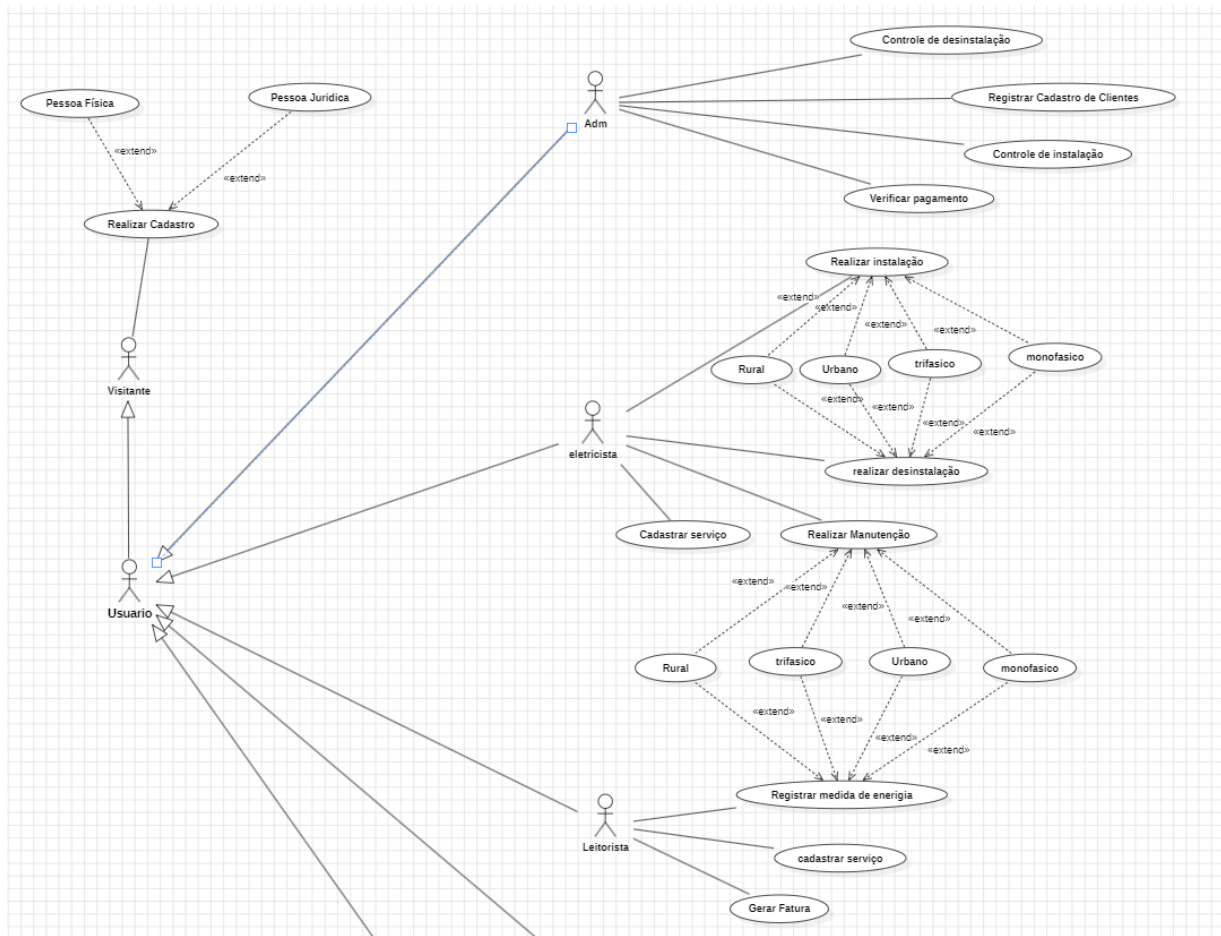 Controle de desinstalação
Pessoa Física
Pessoa Juridica
Registrar Cadastro de Clientes
Adm
«extend»
Controle de instalação
«extend»
Verificar pagamento
Realizar Cadastro
Realizar instalação
«extend»
«extend»
«extend»
«extend»
Rural
Urbano
trifasico
monofasico
Visitante
«extend»
«extend»
«extend»
«extend»
eletricista
realizar desinstalação
Cadastrar serviço
Realizar Manutenção
«extend»
«extend»
«extend»
«extend»
Usuario
Rural
trifasico
Urbano
monofasico
«extend»
«extend»
«extend»
«extend»
Registrar medida de enerigia
Leitorista
cadastrar serviço
Gerar Fatura